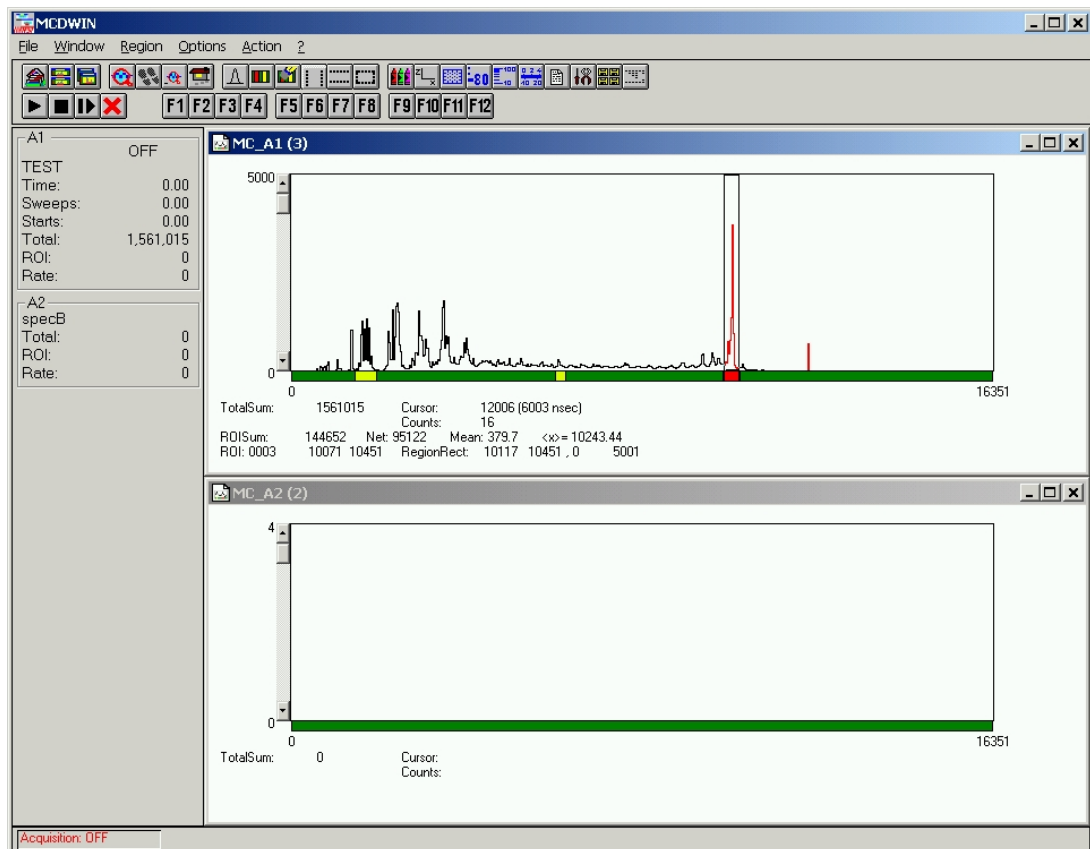 MCDWIN
File Window Region Options Action ?
F1 F2 F3 F4 F5 F6 F7 F8 F9 F10 F11 F12
A1
OFF
TEST
Time: 0.00
Sweeps: 0.00
Starts: 0.00
Total: 1,561,015
ROI: 0
Rate: 0
A2
specB
Total: 0
ROI: 0
Rate: 0
MC_A1 (3)
5000
0
0 16351
TotalSum: 1561015 Cursor: 12006 (6003 nsec)
Counts: 16
ROISum: 144652 Net: 95122 Mean: 379.7 <x>= 10243.44
ROI: 0003 10071 10451 RegionRect: 10117 10451 , 0 5001
MC_A2 (2)
4
0
0 16351
TotalSum: 0 Cursor:
Counts:
Acquisition: OFF